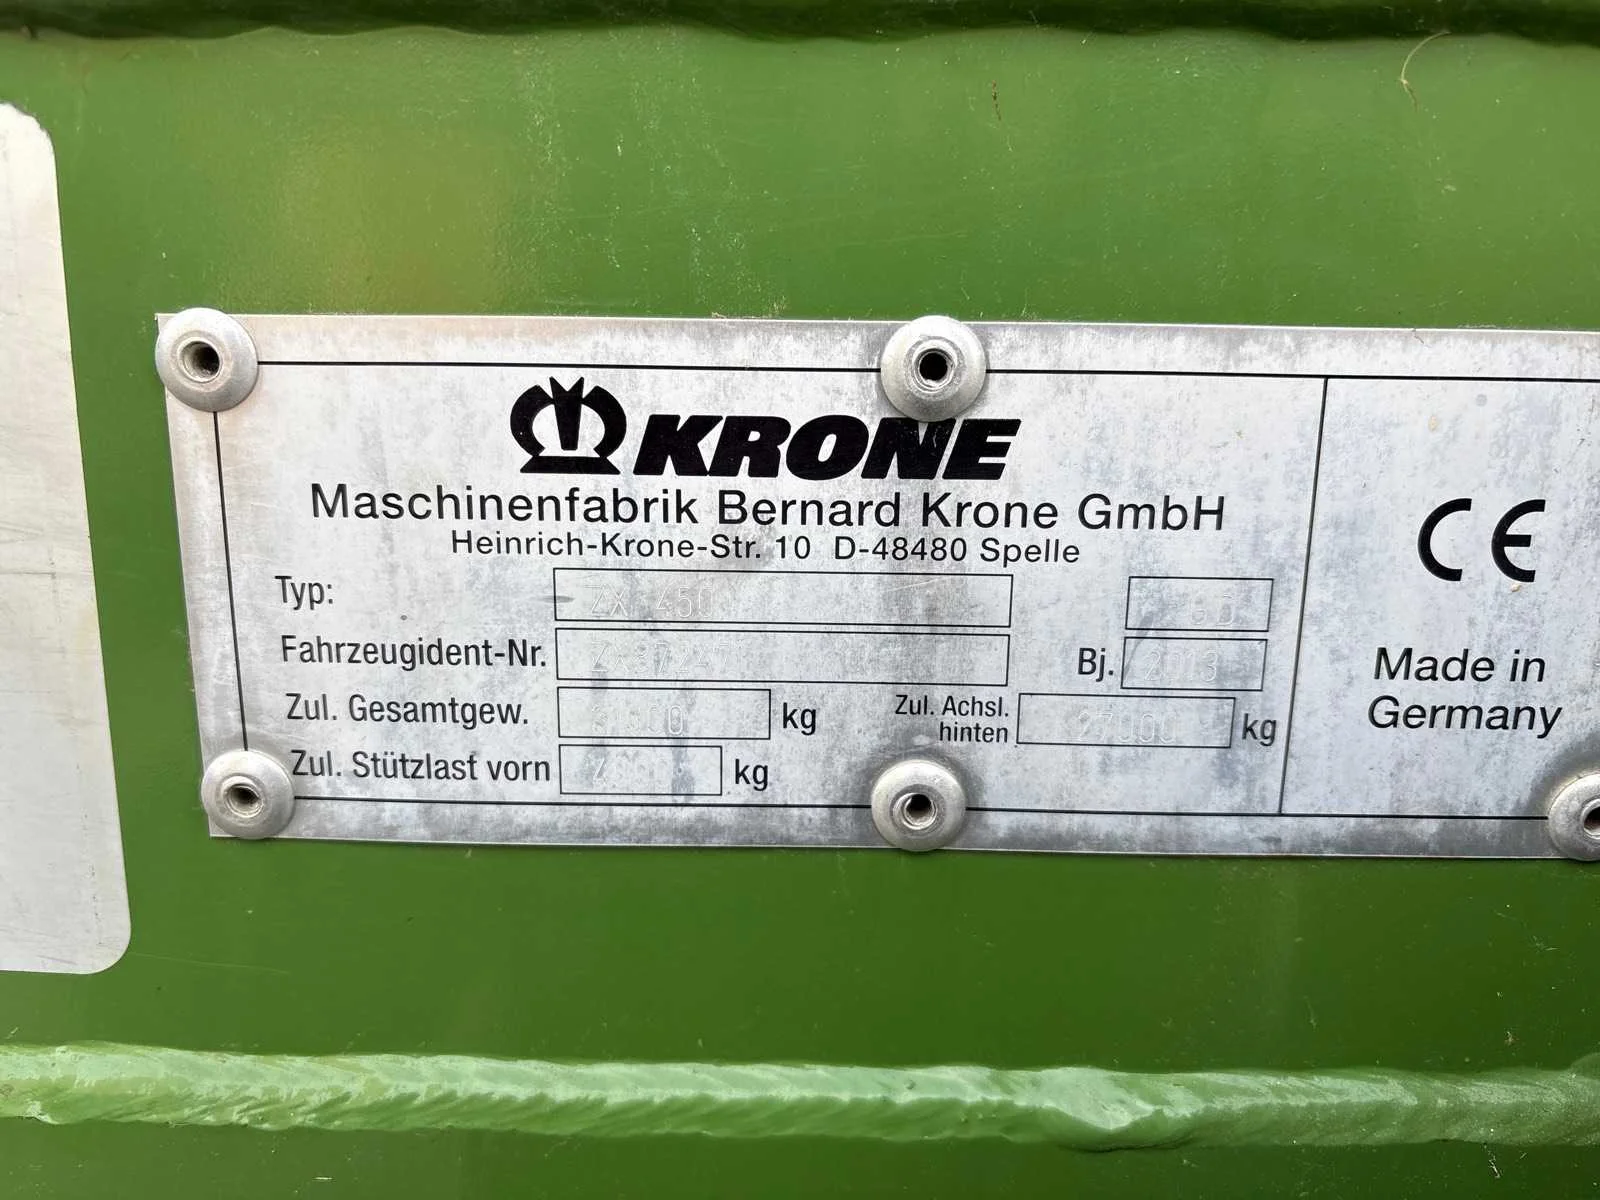 KRONE
Maschinenfabrik Bernard Krone GmbH
Heinrich-Krone-Str. 10 D-48480 Spelle
Typ: ZX 450
Fahrzeugident-Nr.
Bj. 2013
Zul. Gesamtgew. 31000 kg
Zul. Achsl. hinten 27000 kg
Zul. Stützlast vorn kg
CE
Made in
Germany